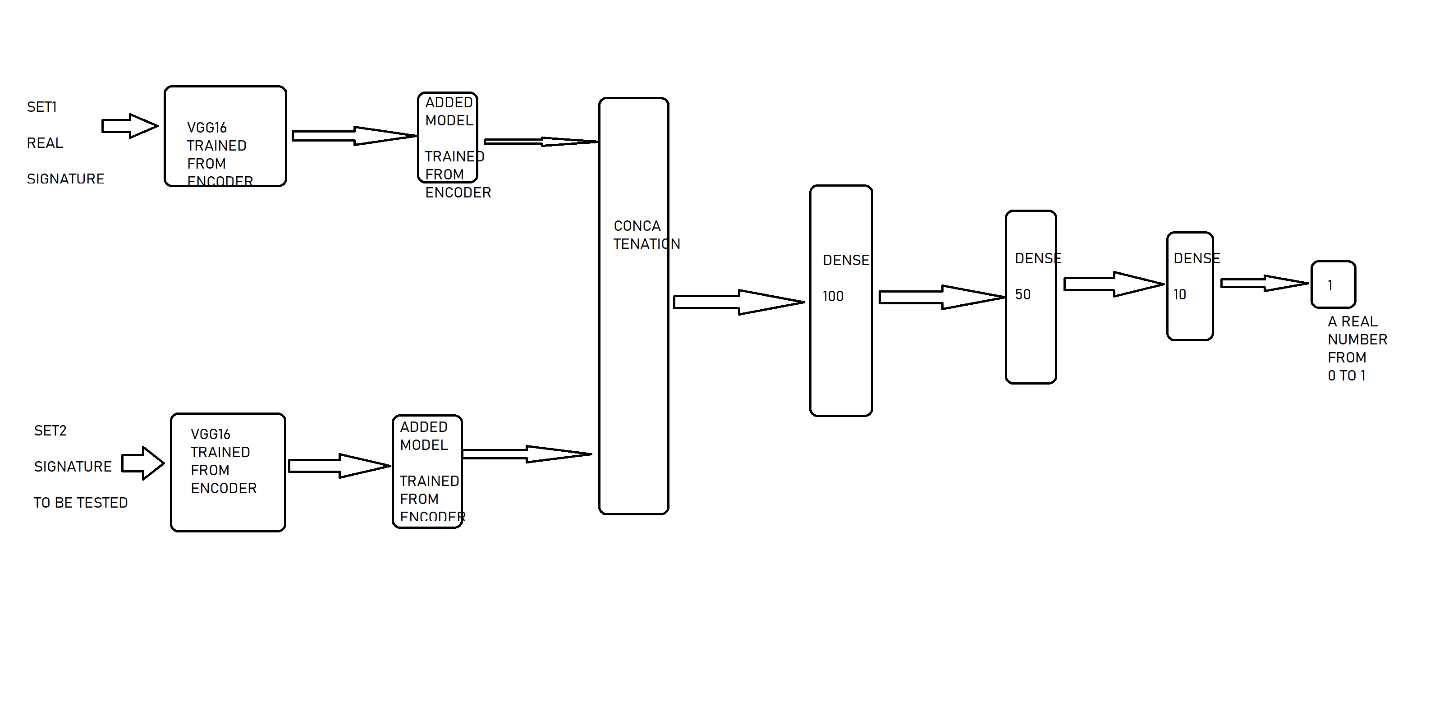 SET1
REAL
SIGNATURE
VGG16
TRAINED
FROM
ENCODER
ADDED
MODEL
TRAINED
FROM
ENCODER
SET2
SIGNATURE
TO BE TESTED
VGG16
TRAINED
FROM
ENCODER
ADDED
MODEL
TRAINED
FROM
ENCODER
CONCA
TENATION
DENSE
100
DENSE
50
DENSE
10
1
A REAL
NUMBER
FROM
0 TO 1